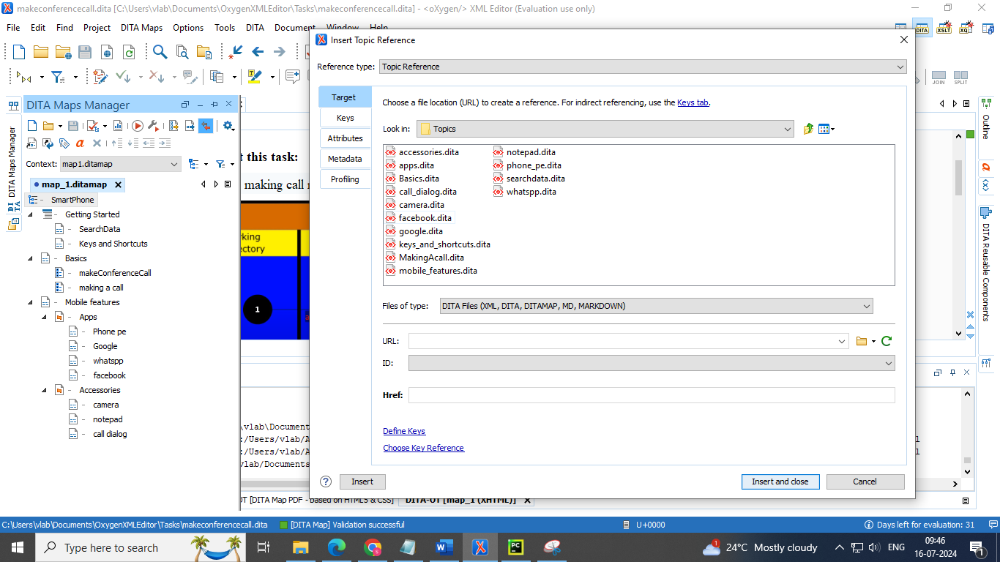 makeconferencecall.dita [C:\Users\vlab\Documents\OxygenXMLEditor\Tasks\makeconferencecall.dita] - <oXygen/> XML Editor (Evaluation use only)
File Edit Find Project DITA Maps Options Tools DITA Document Window Help
DITA XSLT XQ
JOIN SPLIT
DITA Maps Manager
DITA Maps Manager
Context: map1.ditamap
map_1.ditamap
SmartPhone
Getting Started
SearchData
Keys and Shortcuts
Basics
makeConferenceCall
making a call
Mobile features
Apps
Phone pe
Google
whatspp
facebook
Accessories
camera
notepad
call dialog
t this task:
making call
rking
ectory
1
Insert Topic Reference
Reference type: Topic Reference
Target
Keys
Attributes
Metadata
Profiling
Choose a file location (URL) to create a reference. For indirect referencing, use the Keys tab.
Look in: Topics
accessories.dita
apps.dita
Basics.dita
call_dialog.dita
camera.dita
facebook.dita
google.dita
keys_and_shortcuts.dita
MakingAcall.dita
mobile_features.dita
notepad.dita
phone_pe.dita
searchdata.dita
whatspp.dita
Files of type: DITA Files (XML, DITA, DITAMAP, MD, MARKDOWN)
URL:
ID:
Href:
Define Keys
Choose Key Reference
Insert Insert and close Cancel
Outline
DITA Reusable Components
\vlab\Document
:/Users/vlab/A
:/Users/vlab/A
vlab/Documents
OT [DITA Map PDF - based on HTML5 & CSS] DITA-OT [map_1 (XHTML)]
C:\Users\vlab\Documents\OxygenXMLEditor\Tasks\makeconferencecall.dita [DITA Map] Validation successful U+0000 Days left for evaluation: 31
Type here to search 24°C Mostly cloudy ENG 09:46
16-07-2024 1